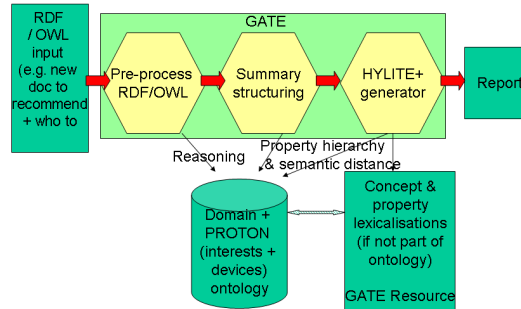 RDF
/ OWL
input
(e.g. new
doc to
recommend
+ who to
GATE
Pre-process
RDF/OWL
Summary
structuring
HYLITE+
generator
Report
Reasoning
Property hierarchy
& semantic distance
Domain +
PROTON
(interests +
devices)
ontology
Concept &
property
lexicalisations
(if not part of
ontology)
GATE Resource